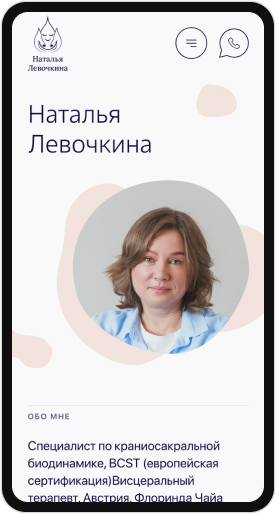 Наталья
Левочкина
Наталья
Левочкина
ОБО МНЕ
Специалист по краниосакральной
биодинамике, BCST (европейская
сертификация)Висцеральный
терапевт, Австрия, Флоринда Чайа